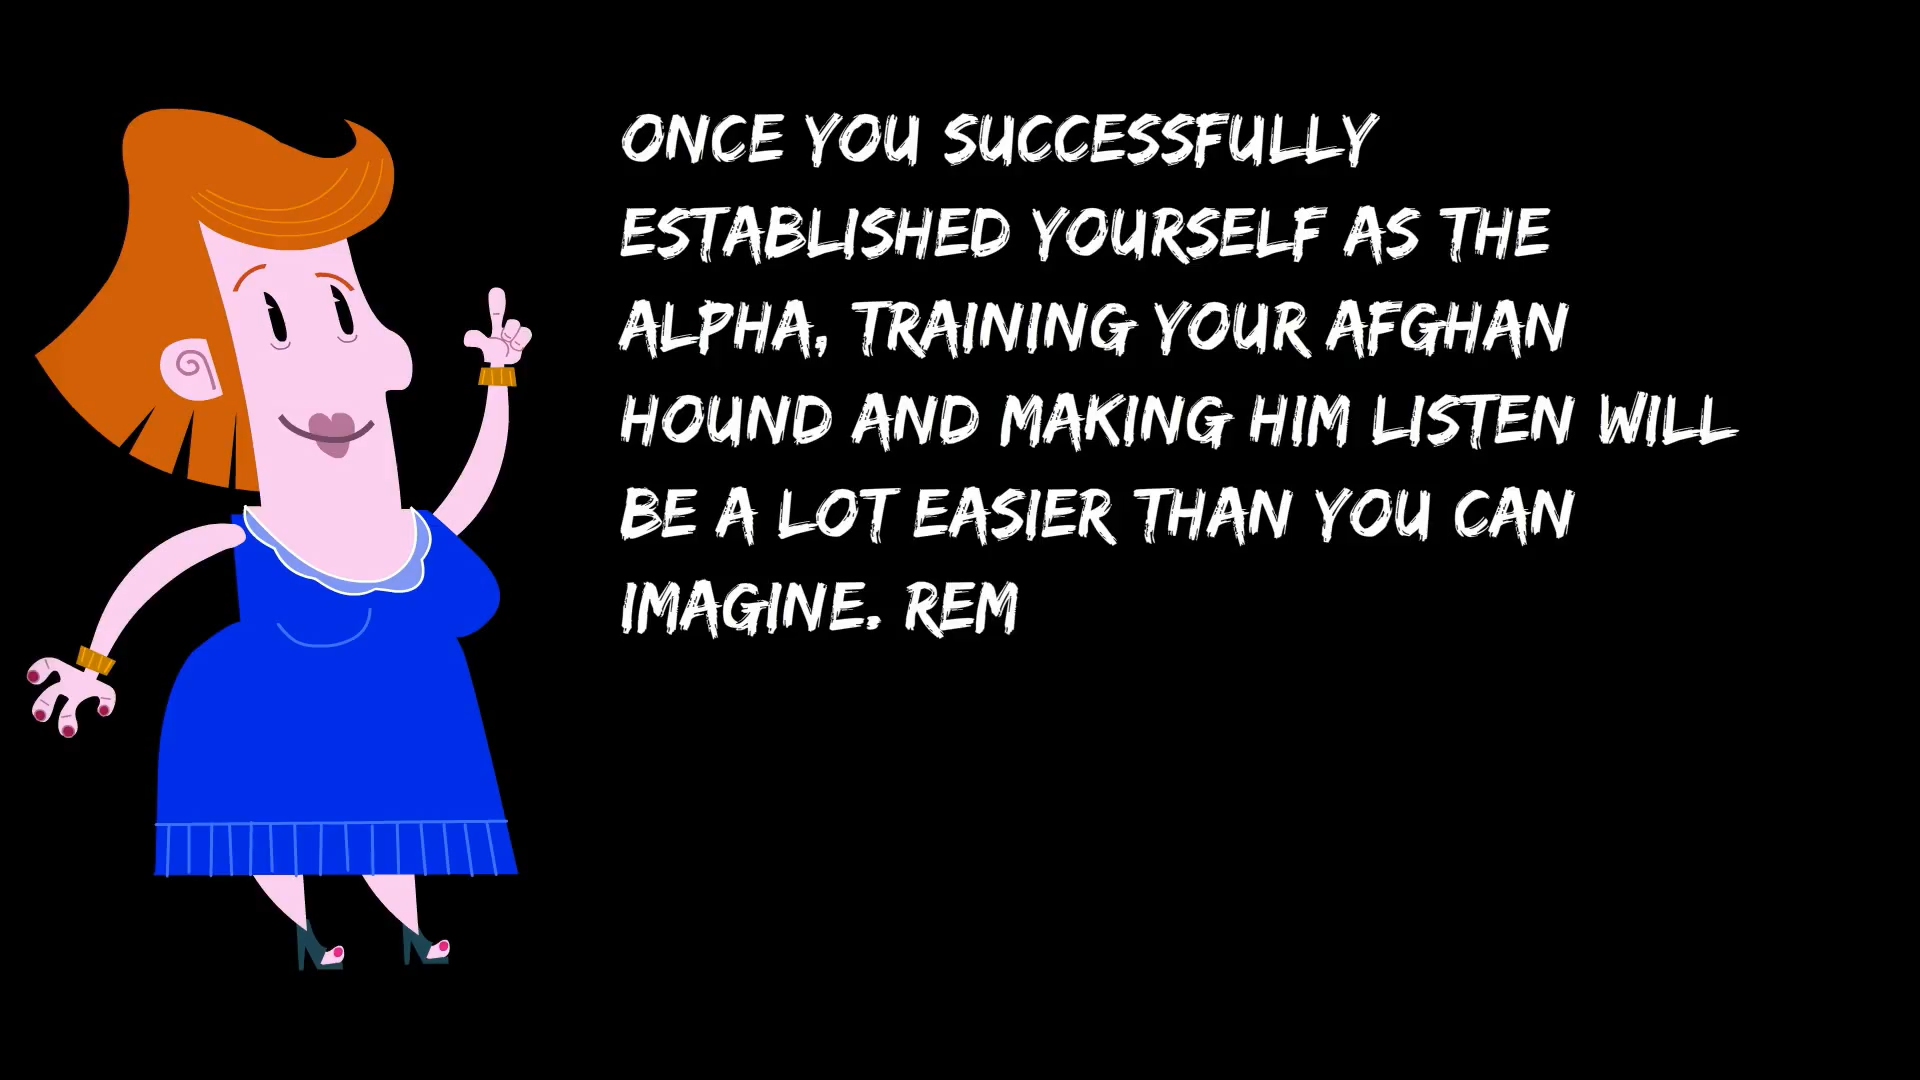 ONCE YOU SUCCESSFULLY
ESTABLISHED YOURSELF AS THE
ALPHA, TRAINING YOUR AFGHAN
HOUND AND MAKING HIM LISTEN WILL
BE A LOT EASIER THAN YOU CAN
IMAGINE. REM